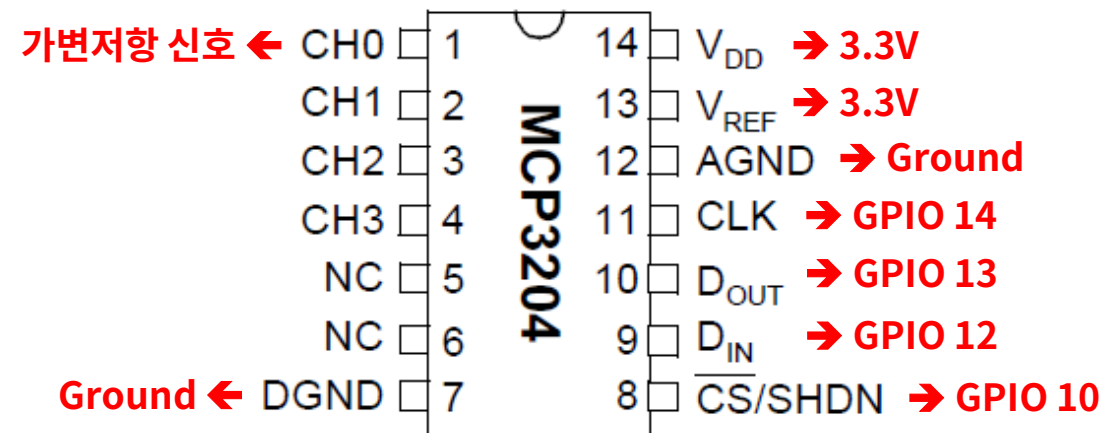 가변저항 신호 ← CH0 1 14 VDD → 3.3V
CH1 2 13 VREF → 3.3V
CH2 3 12 AGND → Ground
CH3 4 11 CLK → GPIO 14
NC 5 10 DOUT → GPIO 13
NC 6 9 DIN → GPIO 12
Ground ← DGND 7 8 C̅S̅/SHDN → GPIO 10
MCP3204